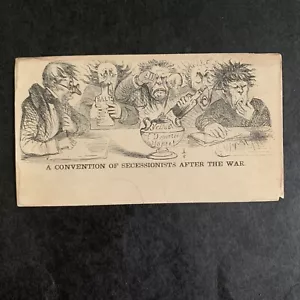 A CONVENTION OF SECESSIONISTS AFTER THE WAR.